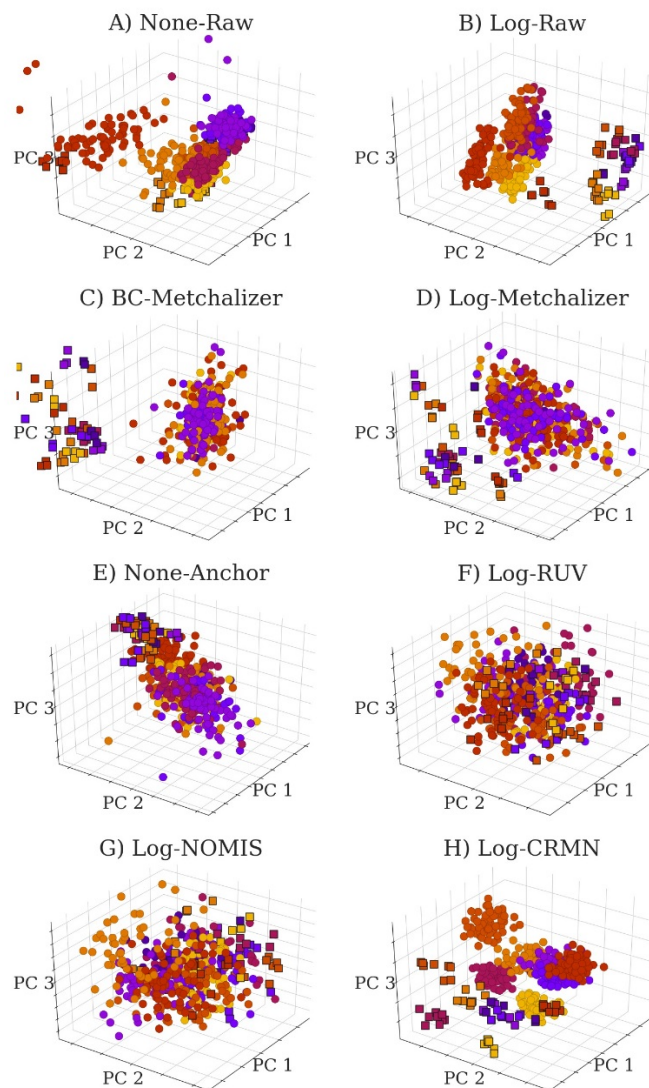 A) None-Raw
B) Log-Raw
PC 3
PC 2
PC 1
PC 3
PC 2
PC 1
C) BC-Metchalizer
D) Log-Metchalizer
PC 3
PC 2
PC 1
PC 3
PC 2
PC 1
E) None-Anchor
F) Log-RUV
PC 3
PC 2
PC 1
PC 3
PC 2
PC 1
G) Log-NOMIS
H) Log-CRMN
PC 3
PC 2
PC 1
PC 3
PC 2
PC 1